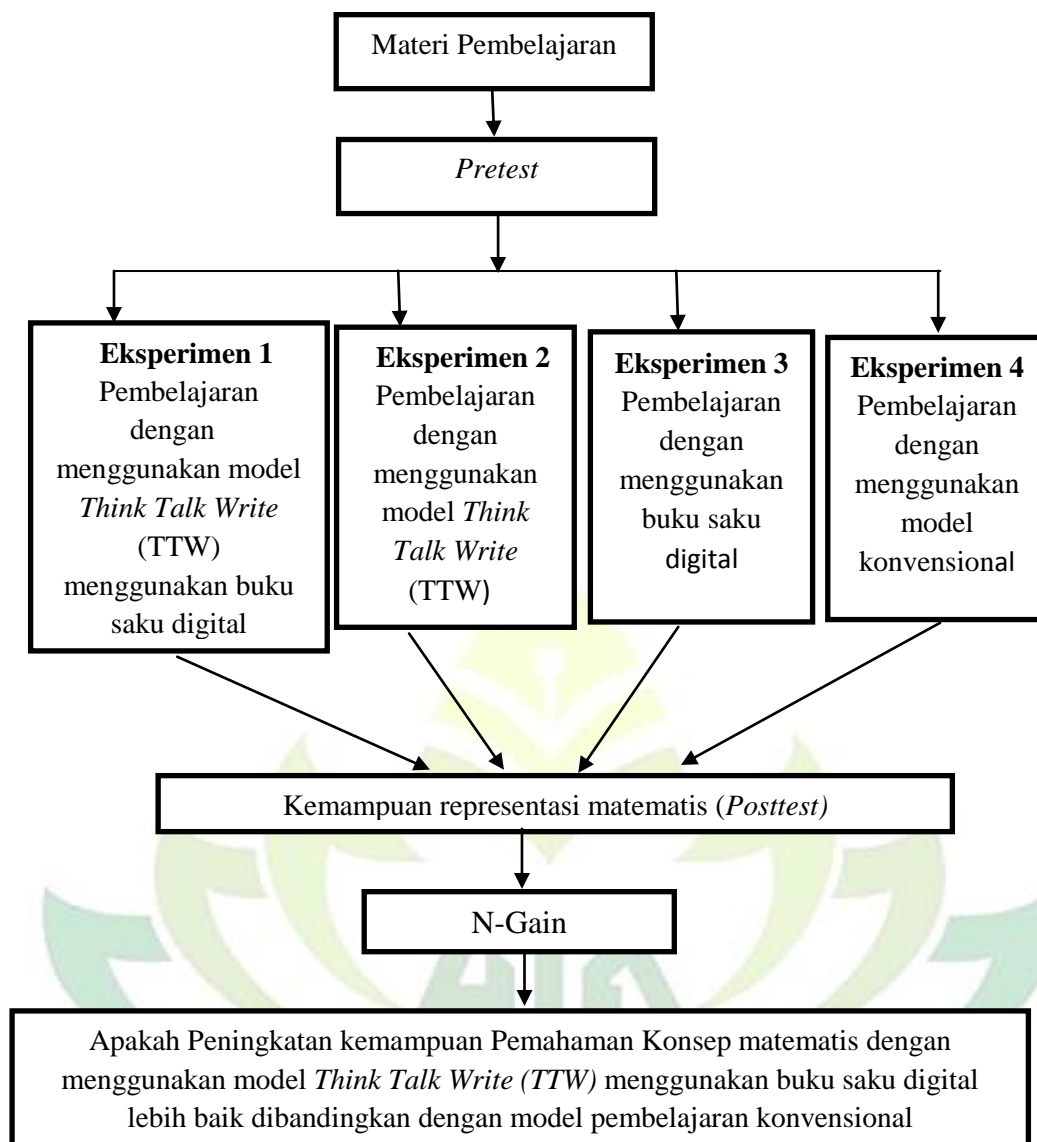 Materi Pembelajaran
Pretest
Eksperimen 1
Pembelajaran
dengan
menggunakan model
Think Talk Write
(TTW)
menggunakan buku
saku digital
Eksperimen 2
Pembelajaran
dengan
menggunakan
model Think
Talk Write
(TTW)
Eksperimen 3
Pembelajaran
dengan
menggunakan
buku saku
digital
Eksperimen 4
Pembelajaran
dengan
menggunakan
model
konvensional
Kemampuan representasi matematis (Posttest)
N-Gain
Apakah Peningkatan kemampuan Pemahaman Konsep matematis dengan
menggunakan model Think Talk Write (TTW) menggunakan buku saku digital
lebih baik dibandingkan dengan model pembelajaran konvensional